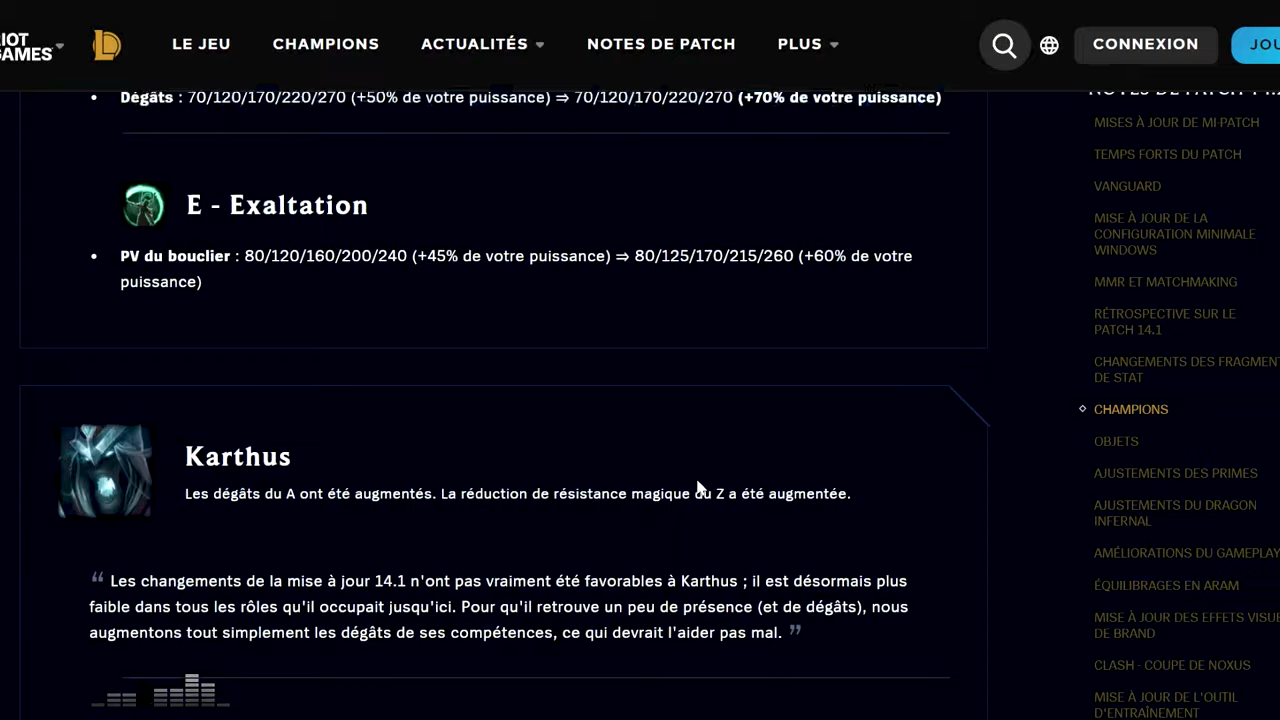 RIOT
GAMES
LE JEU
CHAMPIONS
ACTUALITÉS
NOTES DE PATCH
PLUS
CONNEXION
JOU
Dégâts : 70/120/170/220/270 (+50% de votre puissance) ⇒ 70/120/170/220/270 (+70% de votre puissance)
E - Exaltation
PV du bouclier : 80/120/160/200/240 (+45% de votre puissance) ⇒ 80/125/170/215/260 (+60% de votre
puissance)
Karthus
Les dégâts du A ont été augmentés. La réduction de résistance magique du Z a été augmentée.
“ Les changements de la mise à jour 14.1 n'ont pas vraiment été favorables à Karthus ; il est désormais plus
faible dans tous les rôles qu'il occupait jusqu'ici. Pour qu'il retrouve un peu de présence (et de dégâts), nous
augmentons tout simplement les dégâts de ses compétences, ce qui devrait l'aider pas mal. ”
NOTES DE PATCH
MISES À JOUR DE MI-PATCH
TEMPS FORTS DU PATCH
VANGUARD
MISE À JOUR DE LA
CONFIGURATION MINIMALE
WINDOWS
MMR ET MATCHMAKING
RÉTROSPECTIVE SUR LE
PATCH 14.1
CHANGEMENTS DES FRAGMENT
DE STAT
CHAMPIONS
OBJETS
AJUSTEMENTS DES PRIMES
AJUSTEMENTS DU DRAGON
INFERNAL
AMÉLIORATIONS DU GAMEPLAY
ÉQUILIBRAGES EN ARAM
MISE À JOUR DES EFFETS VISUE
DE BRAND
CLASH - COUPE DE NOXUS
MISE À JOUR DE L'OUTIL
D'ENTRAÎNEMENT